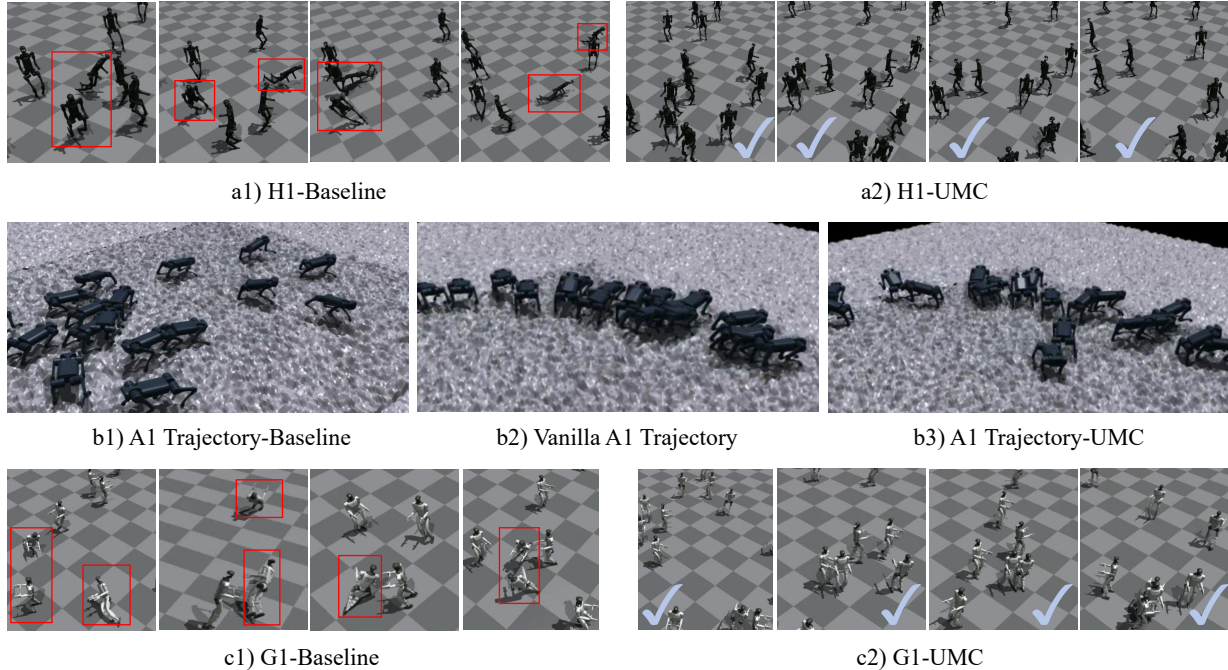 a1) H1-Baseline
a2) H1-UMC
b1) A1 Trajectory-Baseline
b2) Vanilla A1 Trajectory
b3) A1 Trajectory-UMC
c1) G1-Baseline
c2) G1-UMC